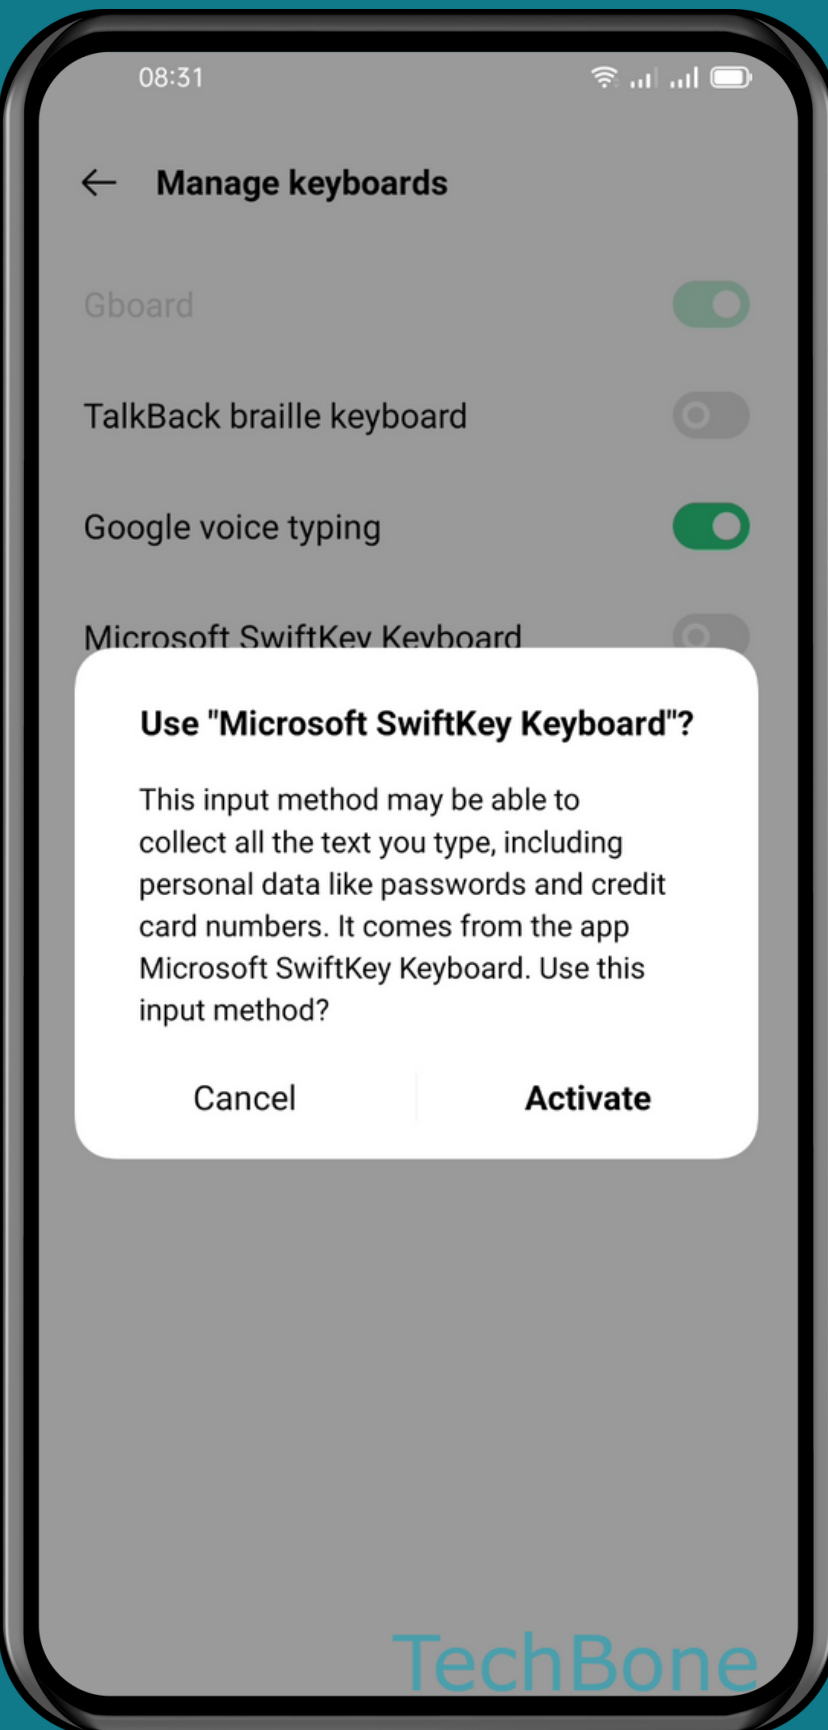 08:31
Manage keyboards
Gboard
TalkBack braille keyboard
Google voice typing
Microsoft SwiftKey Keyboard
Use "Microsoft SwiftKey Keyboard"?
This input method may be able to
collect all the text you type, including
personal data like passwords and credit
card numbers. It comes from the app
Microsoft SwiftKey Keyboard. Use this
input method?
Cancel
Activate
TechBone